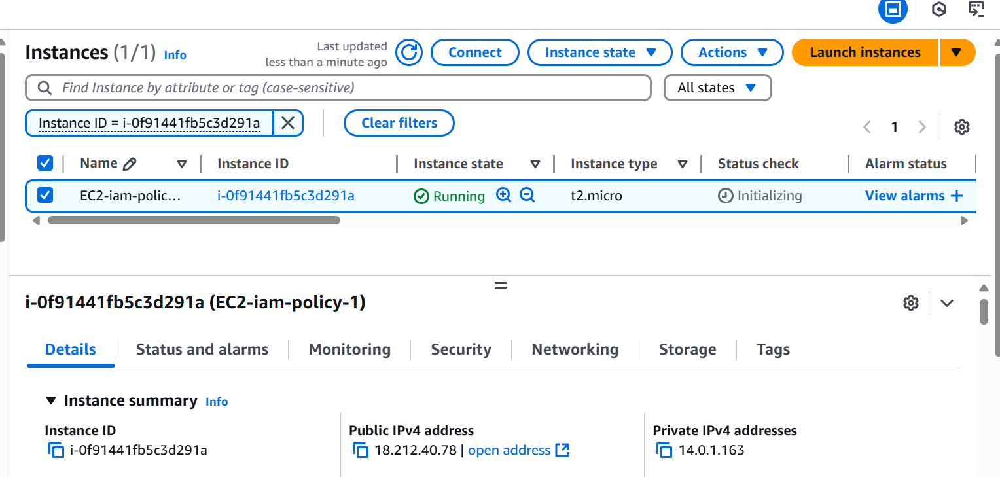 Instances (1/1) Info
Last updated
less than a minute ago
Connect
Instance state
Actions
Launch instances
Find Instance by attribute or tag (case-sensitive)
All states
Instance ID = i-0f91441fb5c3d291a
Clear filters
1
Name Instance ID Instance state Instance type Status check Alarm status
EC2-iam-polic... i-0f91441fb5c3d291a Running t2.micro Initializing View alarms +
i-0f91441fb5c3d291a (EC2-iam-policy-1)
Details Status and alarms Monitoring Security Networking Storage Tags
Instance summary Info
Instance ID Public IPv4 address Private IPv4 addresses
i-0f91441fb5c3d291a 18.212.40.78 | open address 14.0.1.163